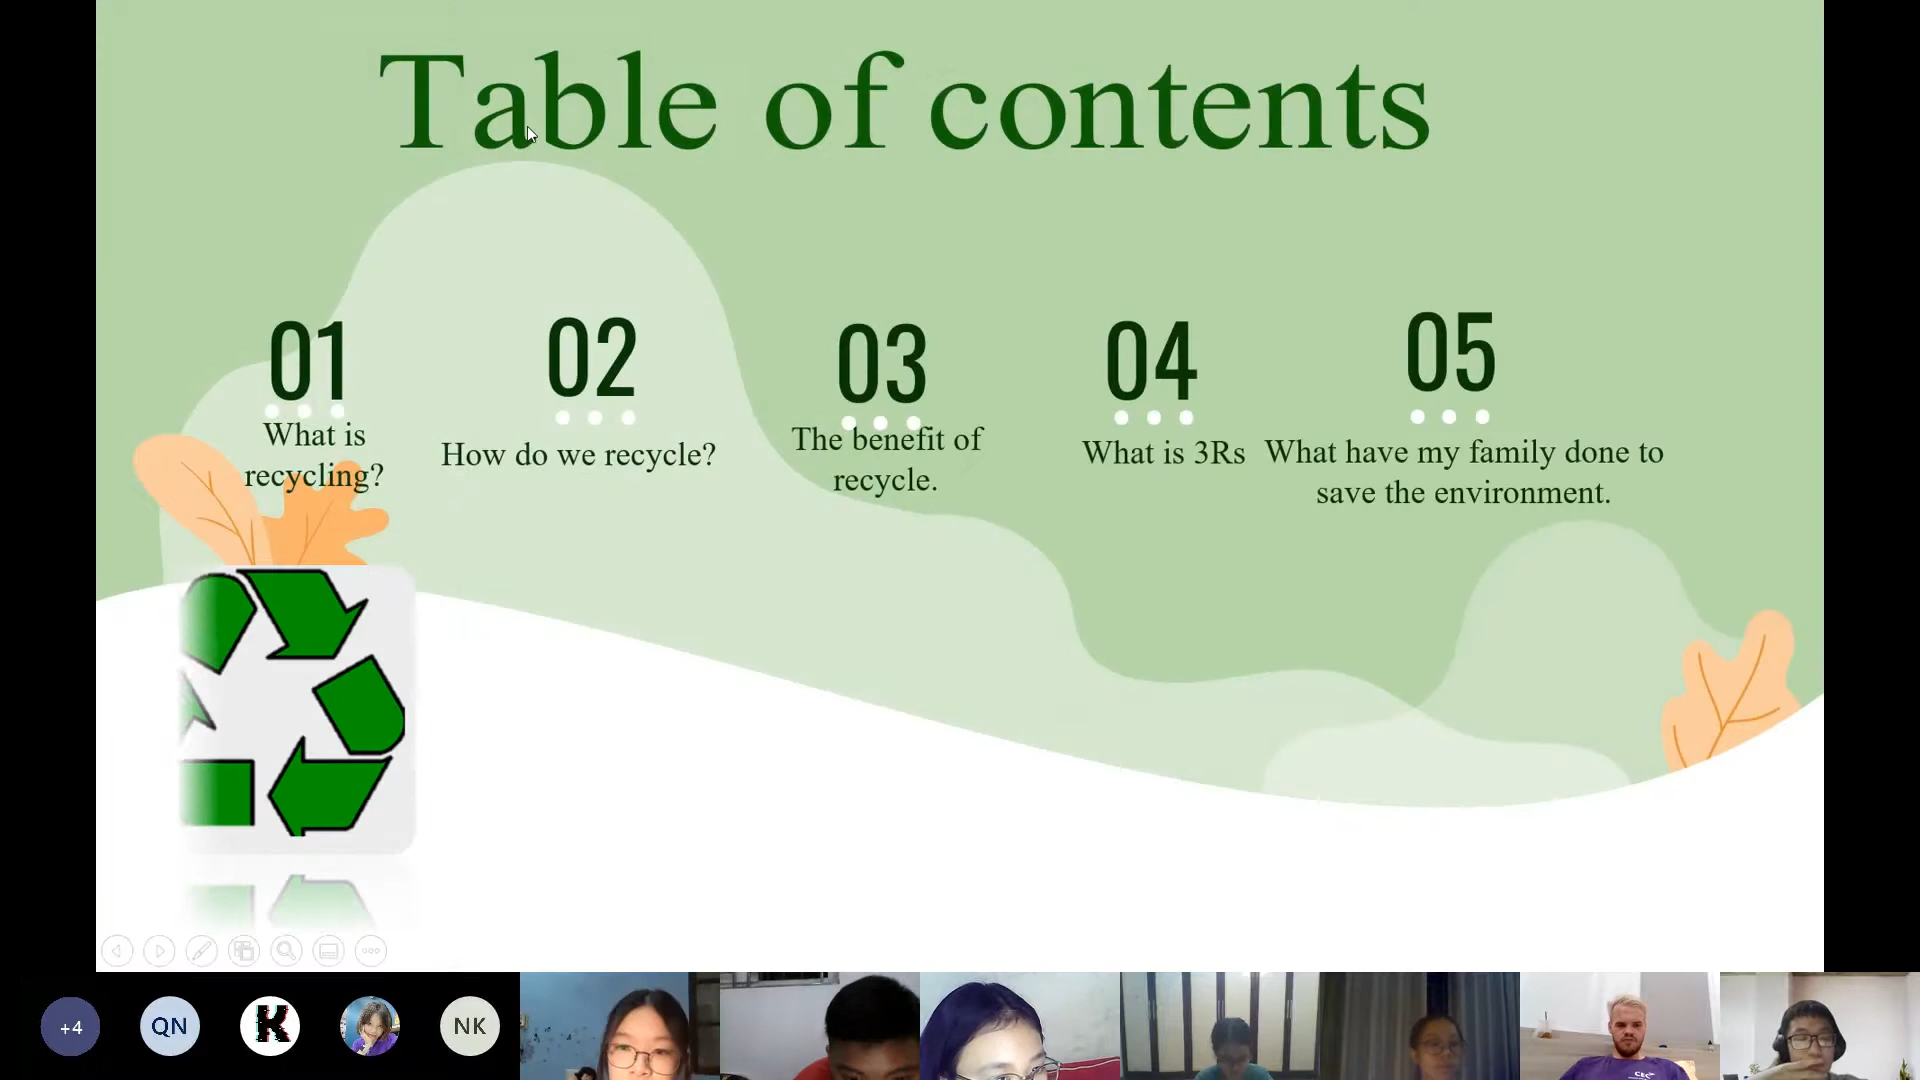 Table of contents
01
02
03
04
05
What is
recycling?
How do we recycle?
The benefit of
recycle.
What is 3Rs
What have my family done to
save the environment.
+4
QN
K
NK
CEC